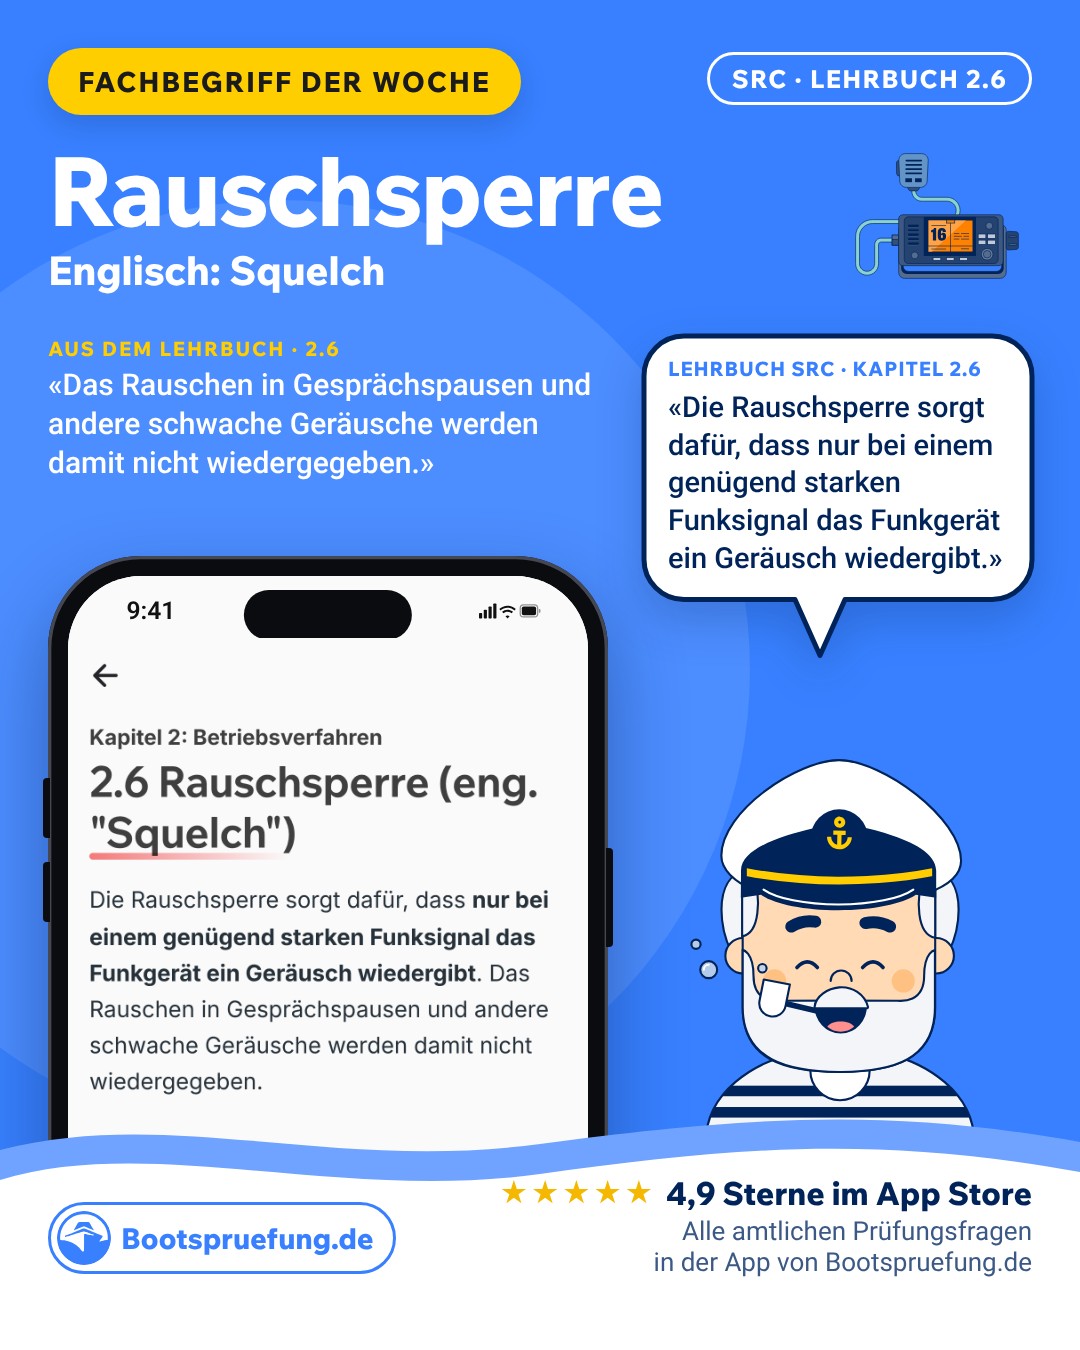 FACHBEGRIFF DER WOCHE
SRC · LEHRBUCH 2.6
Rauschsperre
Englisch: Squelch
16
AUS DEM LEHRBUCH · 2.6
«Das Rauschen in Gesprächspausen und
andere schwache Geräusche werden
damit nicht wiedergegeben.»
LEHRBUCH SRC · KAPITEL 2.6
«Die Rauschsperre sorgt
dafür, dass nur bei einem
genügend starken
Funksignal das Funkgerät
ein Geräusch wiedergibt.»
9:41
Kapitel 2: Betriebsverfahren
2.6 Rauschsperre (eng.
"Squelch")
Die Rauschsperre sorgt dafür, dass nur bei
einem genügend starken Funksignal das
Funkgerät ein Geräusch wiedergibt. Das
Rauschen in Gesprächspausen und andere
schwache Geräusche werden damit nicht
wiedergegeben.
Bootspruefung.de
★★★★★ 4,9 Sterne im App Store
Alle amtlichen Prüfungsfragen
in der App von Bootspruefung.de